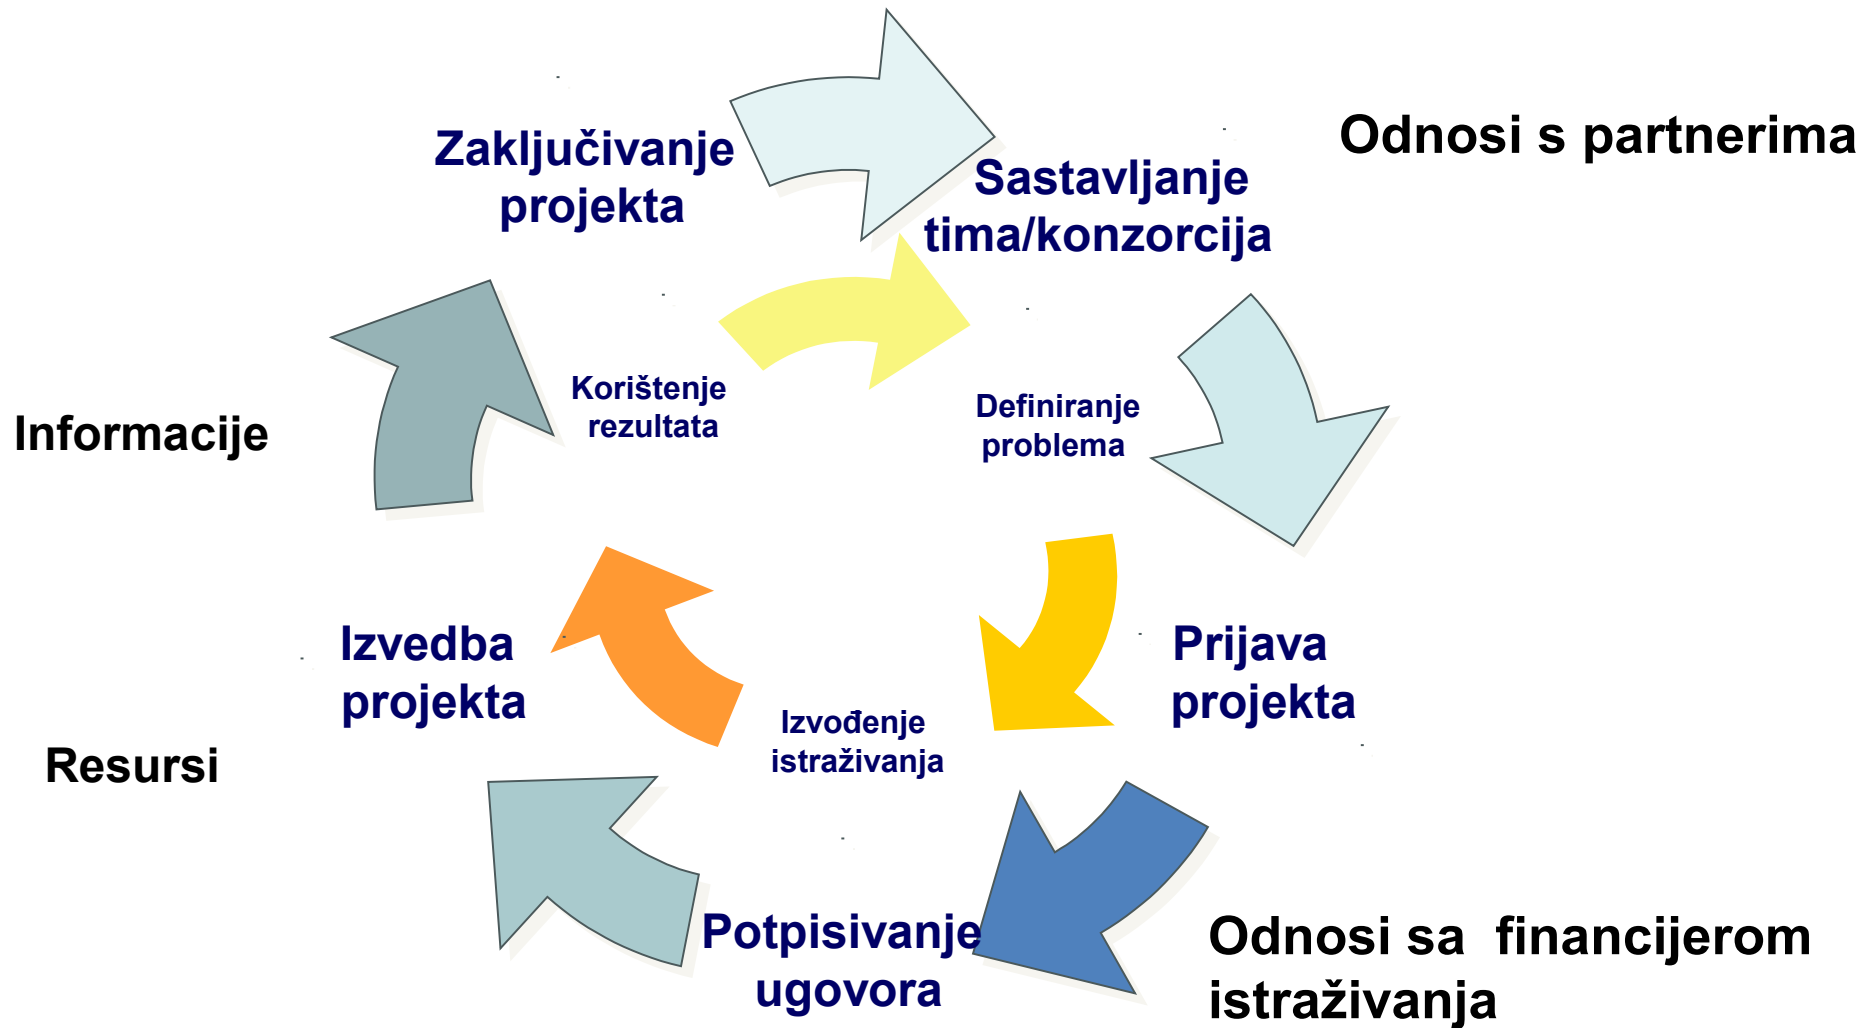 Zaključivanje
projekta
Sastavljanje
tima/konzorcija
Odnosi s partnerima
Korištenje
rezultata
Definiranje
problema
Informacije
Izvedba
projekta
Prijava
projekta
Izvođenje
istraživanja
Resursi
Potpisivanje
ugovora
Odnosi sa financijerom
istraživanja